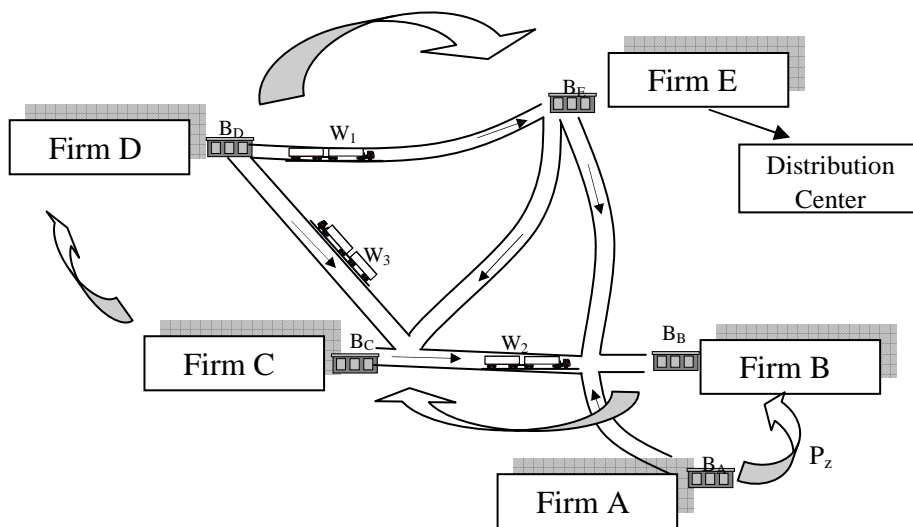 B_E
Firm E
B_D
W_1
Firm D
Distribution
Center
W_3
B_C
W_2
B_B
Firm C
Firm B
B_A
P_z
Firm A